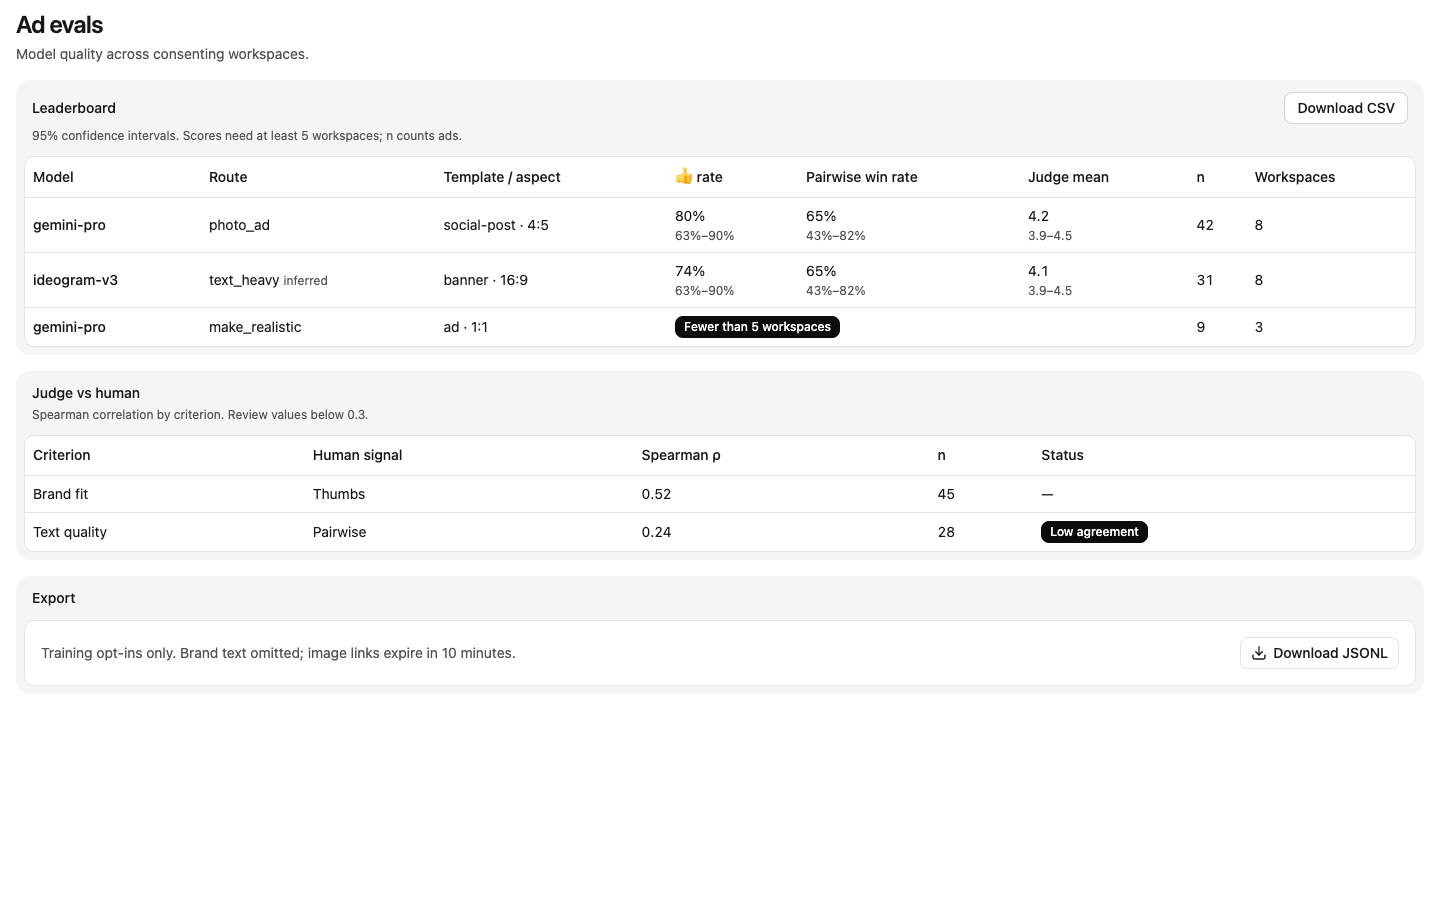 Ad evals
Model quality across consenting workspaces.
Leaderboard
Download CSV
95% confidence intervals. Scores need at least 5 workspaces; n counts ads.
Model Route Template / aspect 👍 rate Pairwise win rate Judge mean n Workspaces
gemini-pro photo_ad social-post · 4:5 80% 65% 4.2 42 8
63%–90% 43%–82% 3.9–4.5
ideogram-v3 text_heavy inferred banner · 16:9 74% 65% 4.1 31 8
63%–90% 43%–82% 3.9–4.5
gemini-pro make_realistic ad · 1:1 Fewer than 5 workspaces 9 3
Judge vs human
Spearman correlation by criterion. Review values below 0.3.
Criterion Human signal Spearman ρ n Status
Brand fit Thumbs 0.52 45 —
Text quality Pairwise 0.24 28 Low agreement
Export
Training opt-ins only. Brand text omitted; image links expire in 10 minutes.
Download JSONL